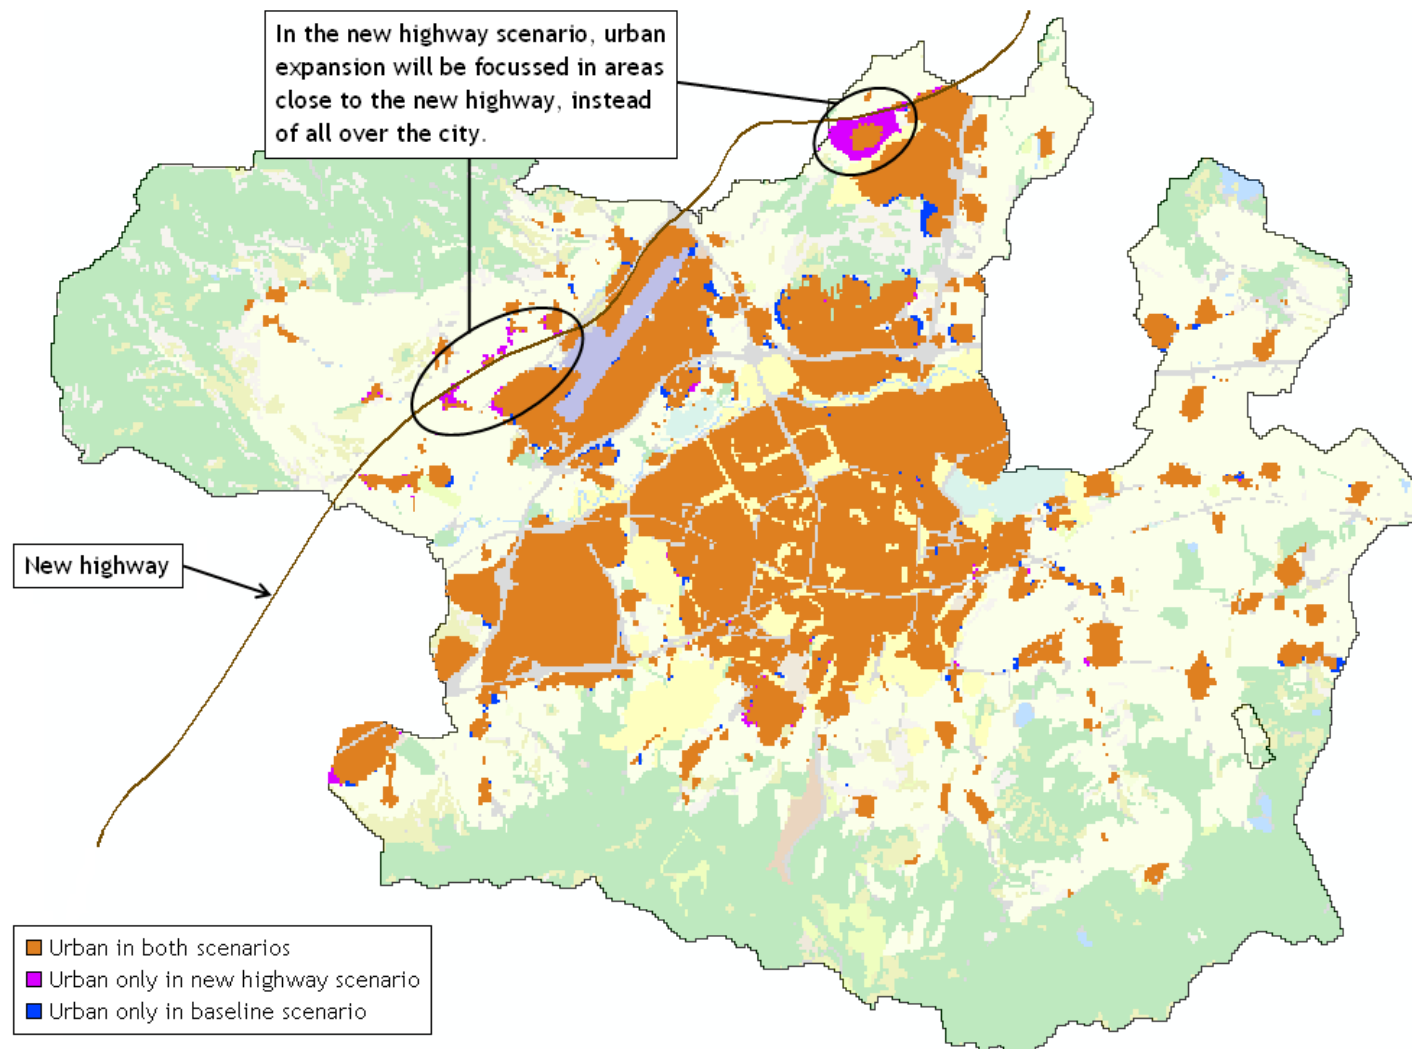 In the new highway scenario, urban
expansion will be focussed in areas
close to the new highway, instead
of all over the city.
New highway
Urban in both scenarios
Urban only in new highway scenario
Urban only in baseline scenario